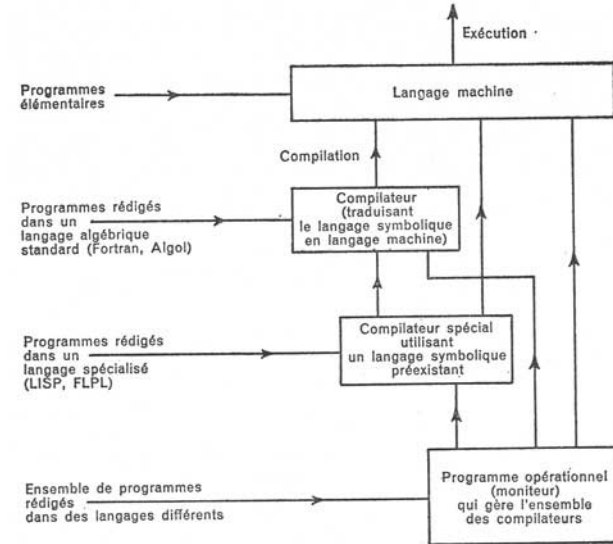 Exécution
Programmes
élémentaires
Langage machine
Compilation
Programmes rédigés
dans un
langage algébrique
standard (Fortran, Algol)
Compilateur
(traduisant
le langage symbolique
en langage machine)
Programmes rédigés
dans un
langage spécialisé
(LISP, FLPL)
Compilateur spécial
utilisant
un langage symbolique
préexistant
Ensemble de programmes
rédigés
dans des langages différents
Programme opérationnel
(moniteur)
qui gère l'ensemble
des compilateurs